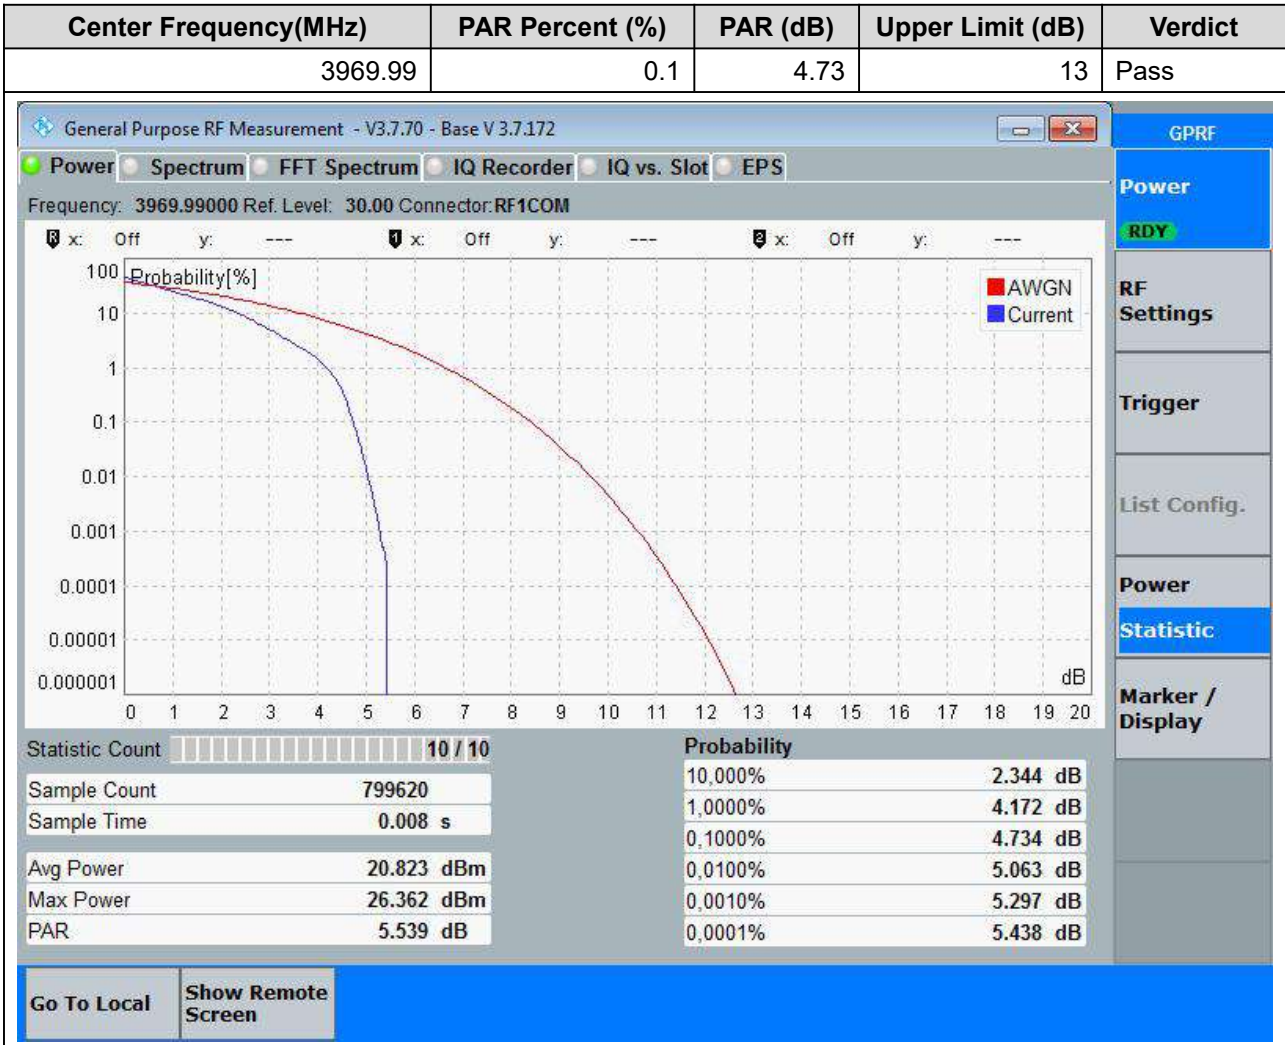 Center Frequency(MHz) PAR Percent (%) PAR (dB) Upper Limit (dB) Verdict
3969.99 0.1 4.73 13 Pass
General Purpose RF Measurement - V3.7.70 - Base V 3.7.172
GPRF
Power Spectrum FFT Spectrum IQ Recorder IQ vs. Slot EPS
Frequency: 3969.99000 Ref. Level: 30.00 Connector:RF1COM
R x: Off y: --- 1 x: Off y: --- 2 x: Off y: ---
Probability[%]
AWGN
Current
100
10
1
0.1
0.01
0.001
0.0001
0.00001
0.000001
dB
0 1 2 3 4 5 6 7 8 9 10 11 12 13 14 15 16 17 18 19 20
Statistic Count 10 / 10
Sample Count 799620
Sample Time 0.008 s
Avg Power 20.823 dBm
Max Power 26.362 dBm
PAR 5.539 dB
Probability
10,000% 2.344 dB
1,0000% 4.172 dB
0,1000% 4.734 dB
0,0100% 5.063 dB
0,0010% 5.297 dB
0,0001% 5.438 dB
Power
RDY
RF
Settings
Trigger
List Config.
Power
Statistic
Marker /
Display
Go To Local
Show Remote
Screen